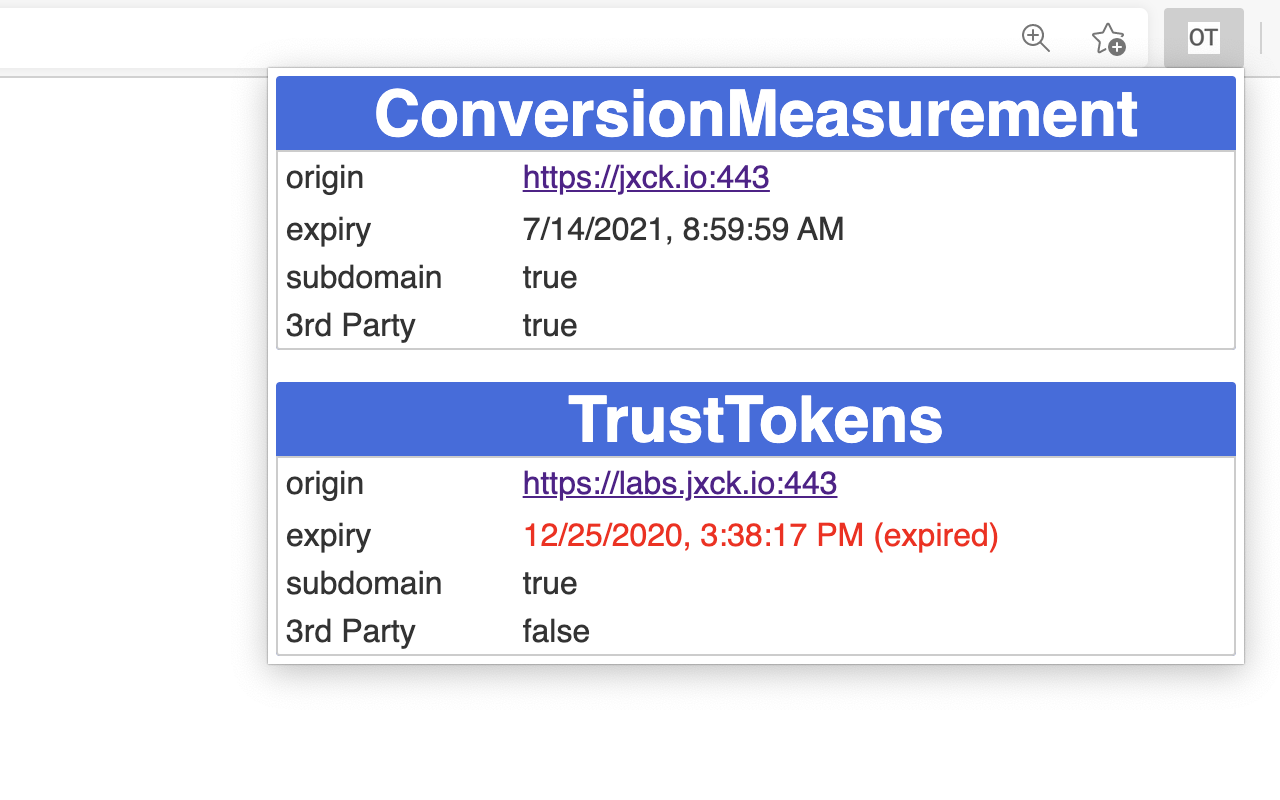 OT
ConversionMeasurement
origin https://jxck.io:443
expiry 7/14/2021, 8:59:59 AM
subdomain true
3rd Party true
TrustTokens
origin https://labs.jxck.io:443
expiry 12/25/2020, 3:38:17 PM (expired)
subdomain true
3rd Party false